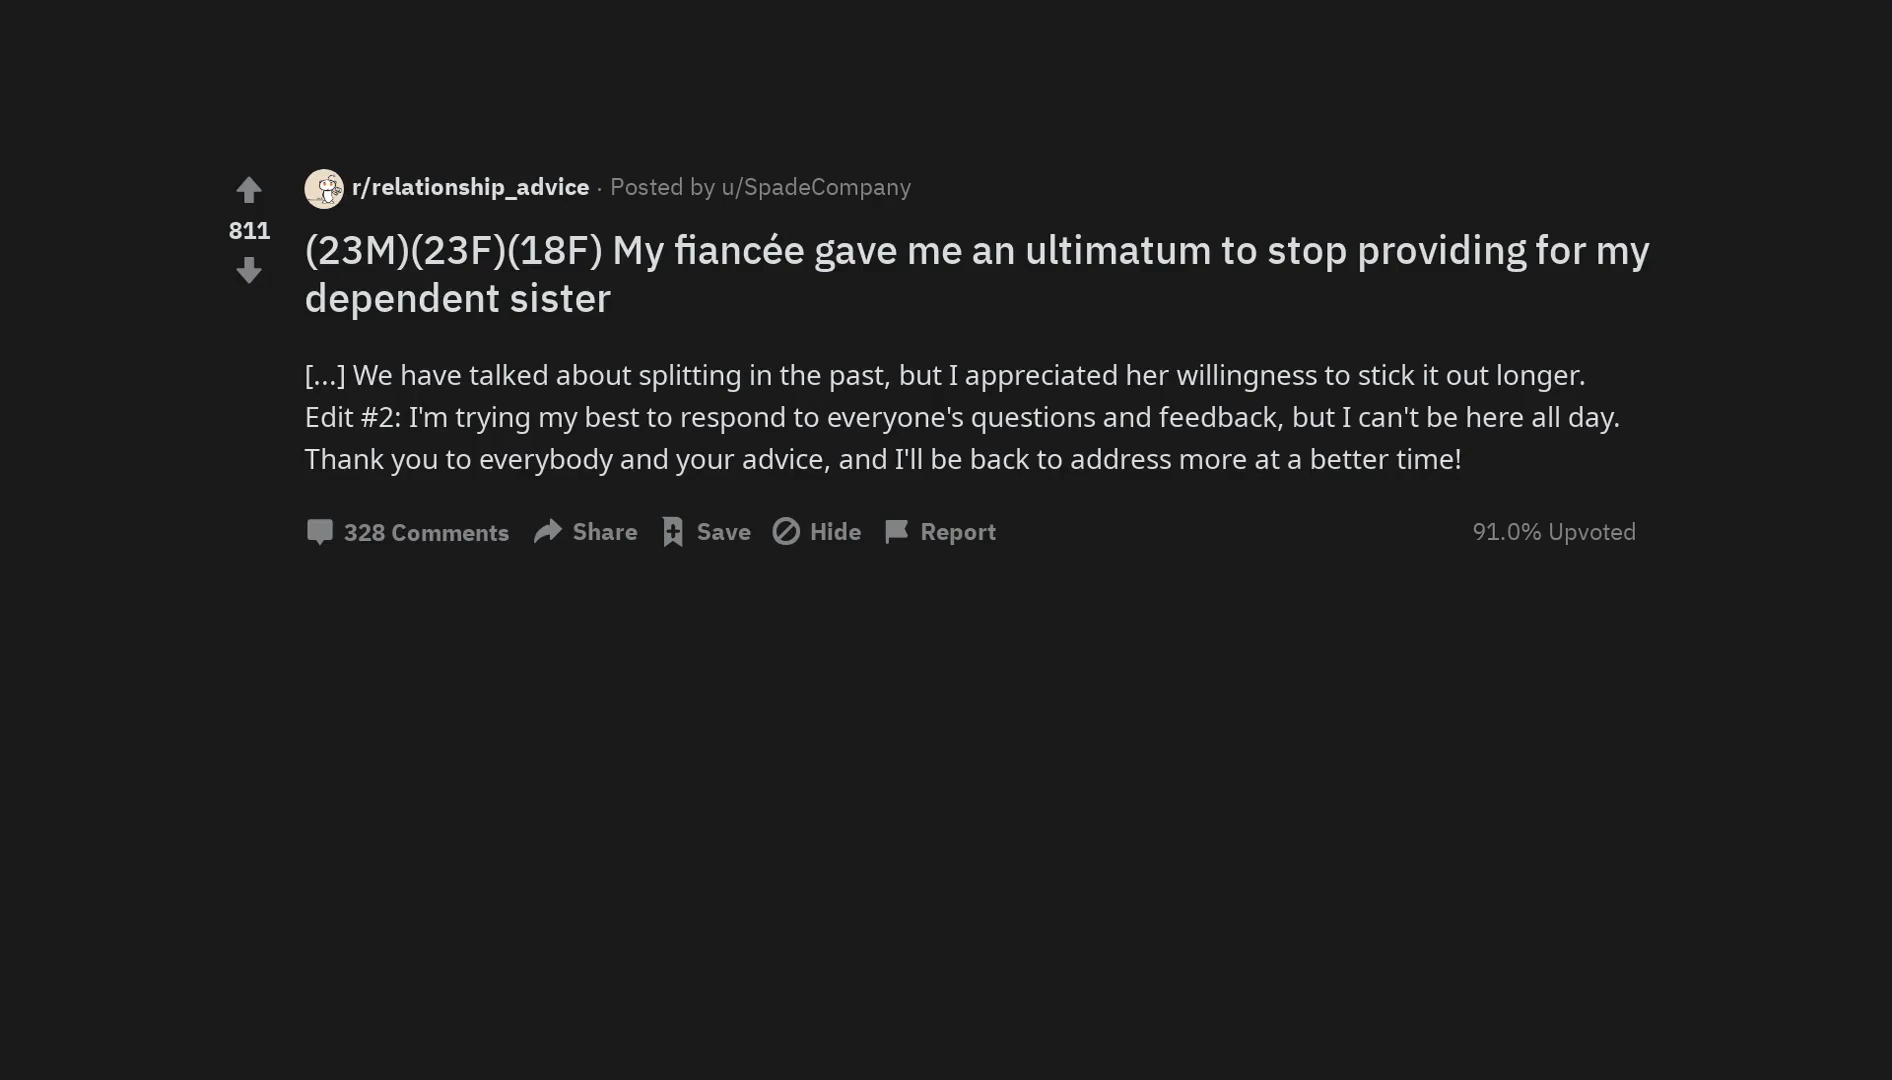 r/relationship_advice · Posted by u/SpadeCompany
811
(23M)(23F)(18F) My fiancée gave me an ultimatum to stop providing for my
dependent sister
[...] We have talked about splitting in the past, but I appreciated her willingness to stick it out longer.
Edit #2: I'm trying my best to respond to everyone's questions and feedback, but I can't be here all day.
Thank you to everybody and your advice, and I'll be back to address more at a better time!
328 Comments Share Save Hide Report 91.0% Upvoted